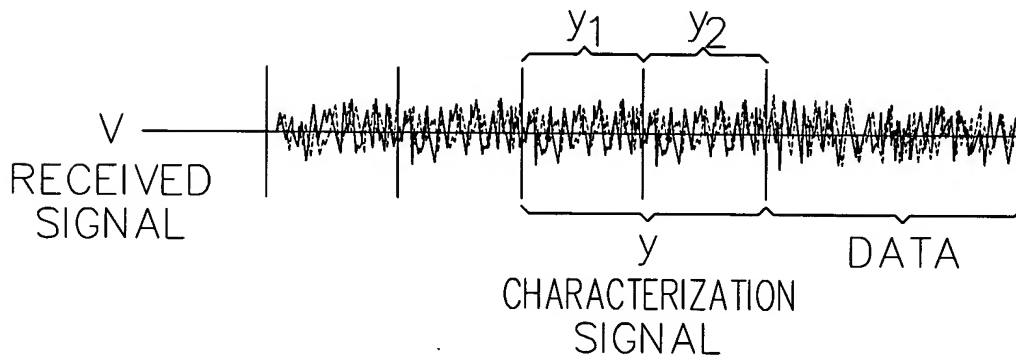 y1 y2
V
RECEIVED
SIGNAL
y
DATA
CHARACTERIZATION
SIGNAL